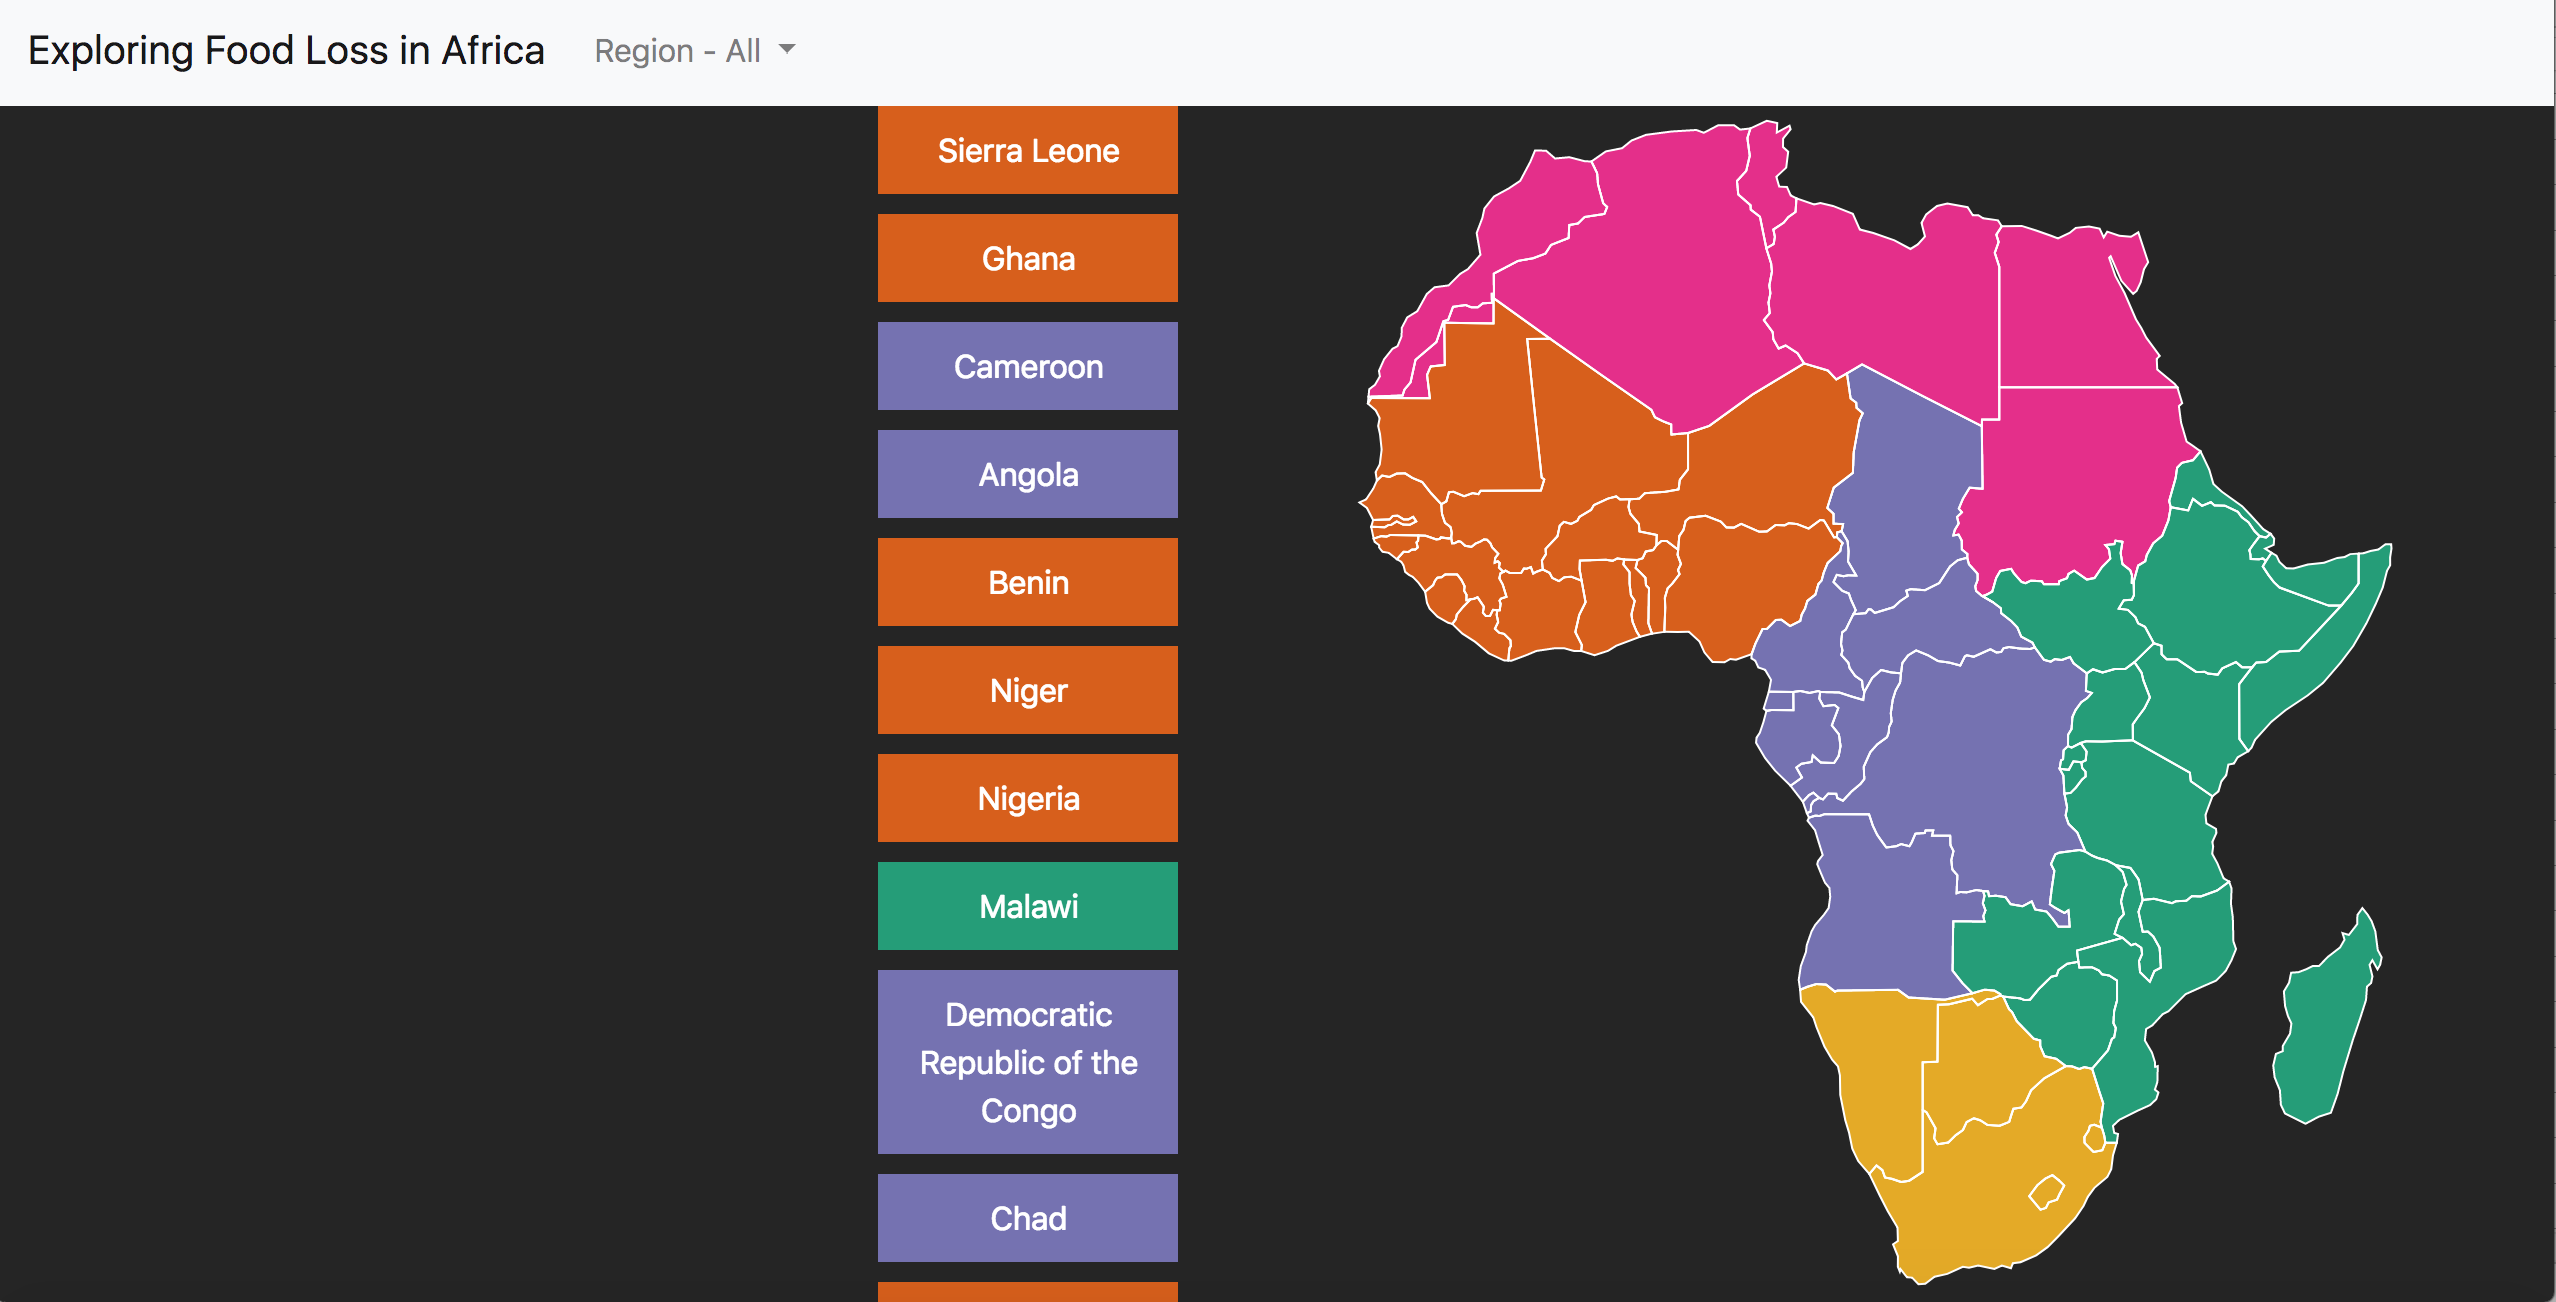 Exploring Food Loss in Africa
Region - All
Sierra Leone
Ghana
Cameroon
Angola
Benin
Niger
Nigeria
Malawi
Democratic
Republic of the
Congo
Chad